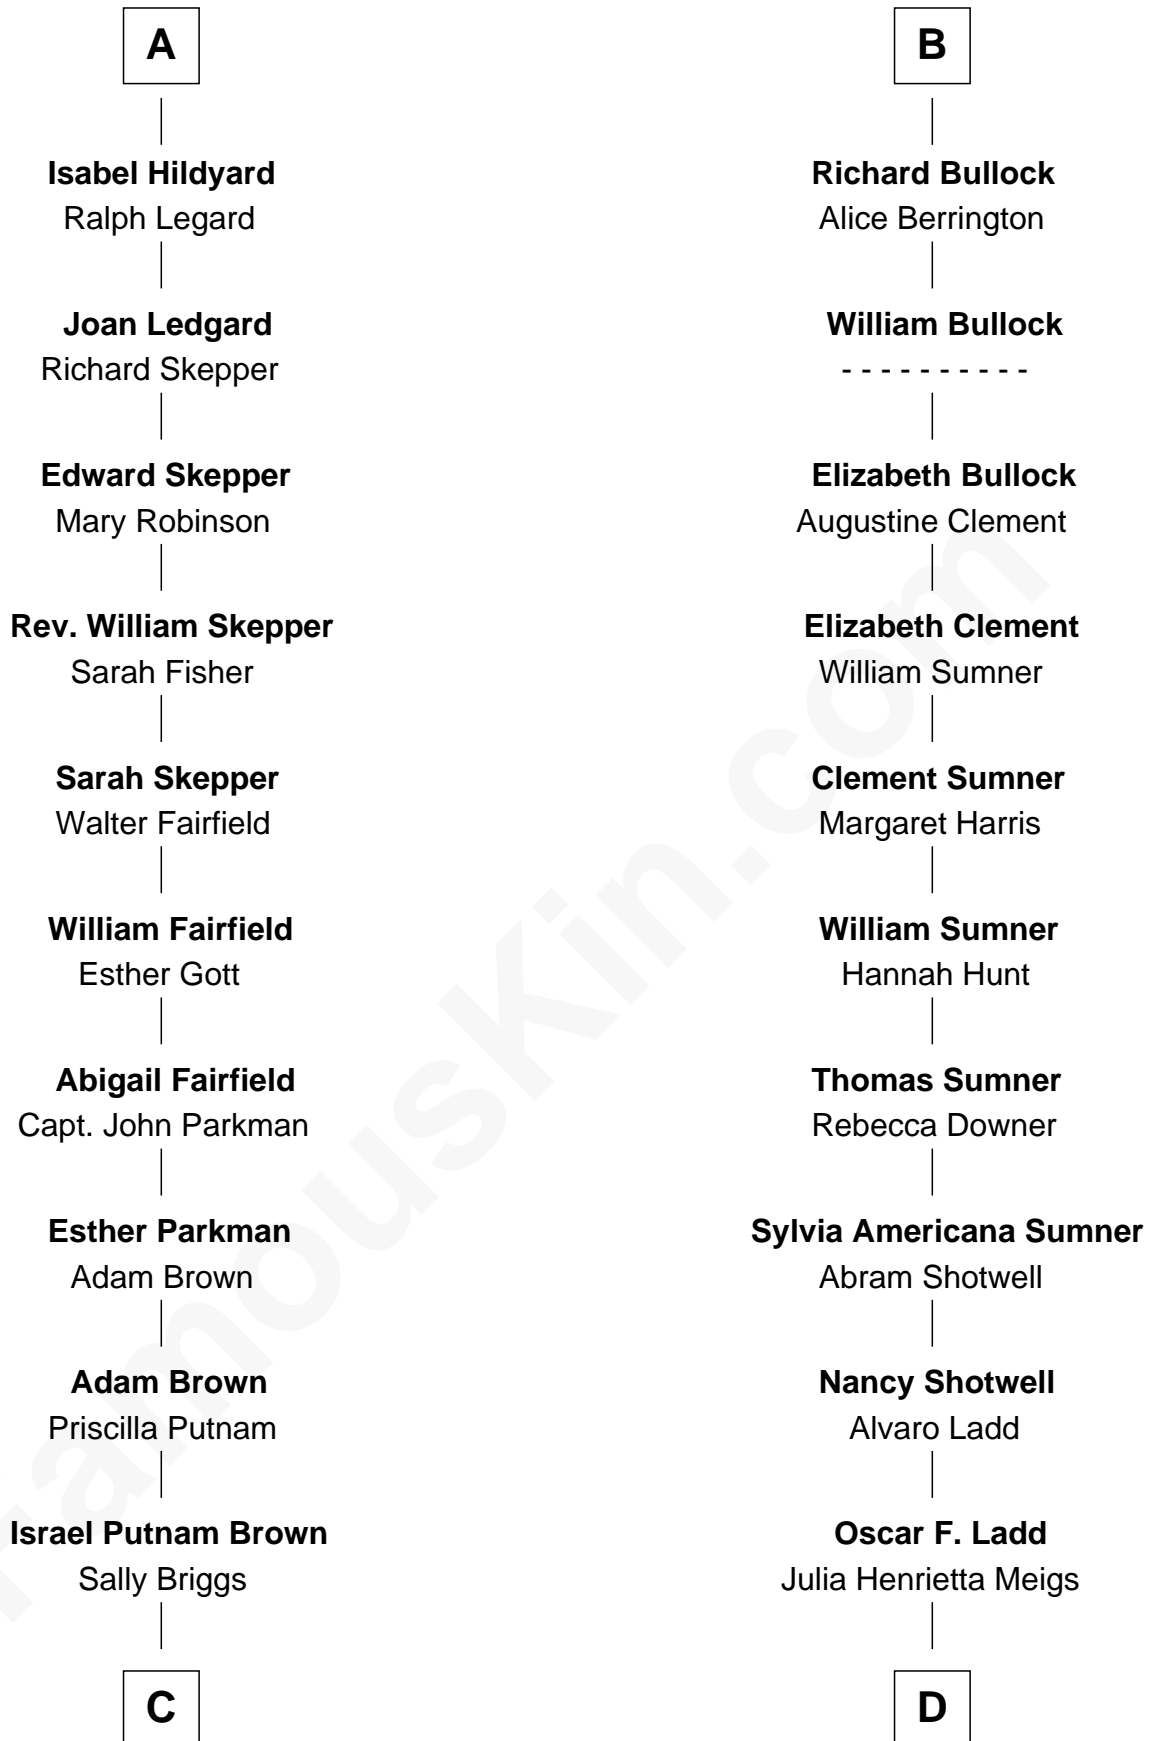 A
Isabel Hildyard
Ralph Legard
Joan Ledgard
Richard Skepper
Edward Skepper
Mary Robinson
Rev. William Skepper
Sarah Fisher
Sarah Skepper
Walter Fairfield
William Fairfield
Esther Gott
Abigail Fairfield
Capt. John Parkman
Esther Parkman
Adam Brown
Adam Brown
Priscilla Putnam
Israel Putnam Brown
Sally Briggs
C
B
Richard Bullock
Alice Berrington
William Bullock
- - - - - - - - - -
Elizabeth Bullock
Augustine Clement
Elizabeth Clement
William Sumner
Clement Sumner
Margaret Harris
William Sumner
Hannah Hunt
Thomas Sumner
Rebecca Downer
Sylvia Americana Sumner
Abram Shotwell
Nancy Shotwell
Alvaro Ladd
Oscar F. Ladd
Julia Henrietta Meigs
D
FamousKin.com